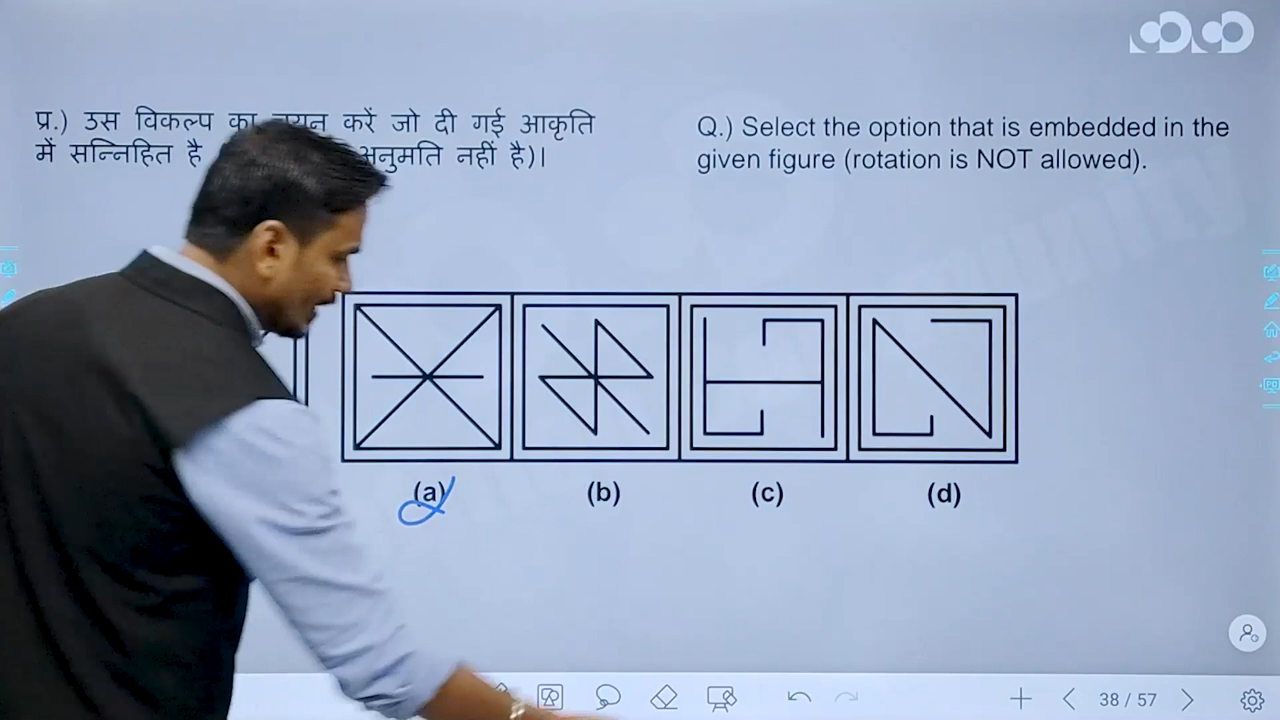 प्र.) उस विकल्प का चयन करें जो दी गई आकृति
में सन्निहित है अनुमति नहीं है)।
Q.) Select the option that is embedded in the
given figure (rotation is NOT allowed).
(a)
(b)
(c)
(d)
38 / 57